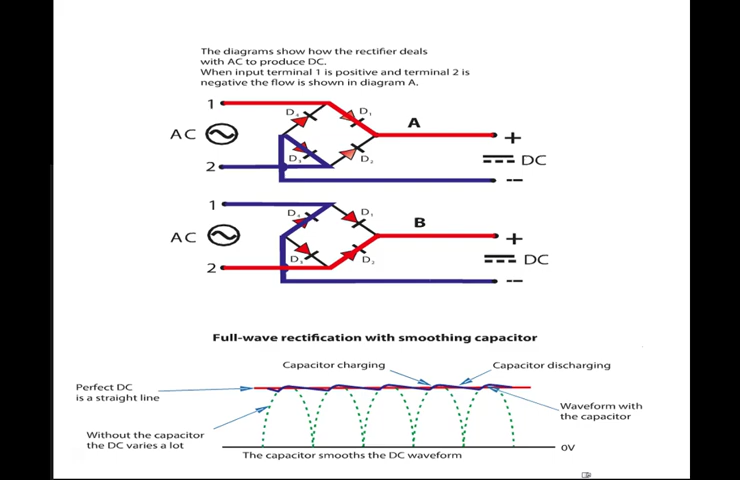 The diagrams show how the rectifier deals
with AC to produce DC.
When input terminal 1 is positive and terminal 2 is
negative the flow is shown in diagram A.
1
D₄
D₁
A
AC
+
DC
D₃
D₂
2
--
1
D₄
D₁
B
AC
+
DC
D₃
D₂
2
--
Full-wave rectification with smoothing capacitor
Capacitor charging
Capacitor discharging
Perfect DC
is a straight line
Waveform with
the capacitor
Without the capacitor
the DC varies a lot
0V
The capacitor smooths the DC waveform